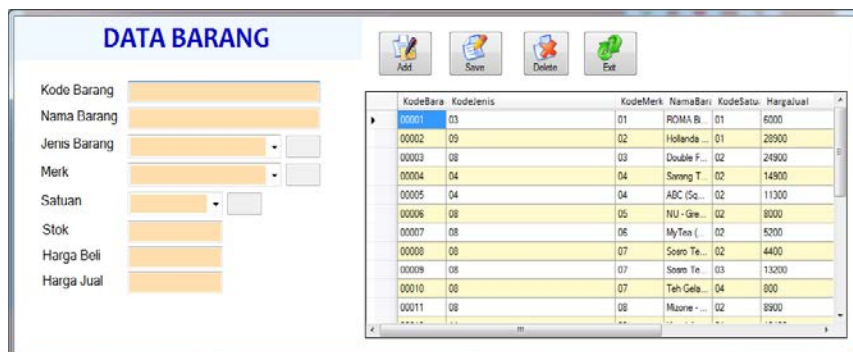 DATA BARANG
Add Save Delete Exit
Kode Barang
Nama Barang
Jenis Barang
Merk
Satuan
Stok
Harga Beli
Harga Jual
KodeBara KodeJenis KodeMerk NamaBar KodeSatu HargaJual
00001 03 01 ROMA Bi... 01 6000
00002 09 02 Hollanda ... 01 28900
00003 08 03 Double F... 02 24900
00004 04 04 Sarang T... 02 14900
00005 04 04 ABC (Sq... 02 11300
00006 08 05 NU - Gre... 02 8000
00007 08 06 MyTea (... 02 5200
00008 08 07 Sosro Te... 02 4400
00009 08 07 Sosro Te... 03 13200
00010 08 07 Teh Gela... 04 800
00011 08 08 Mizone - ... 02 8900